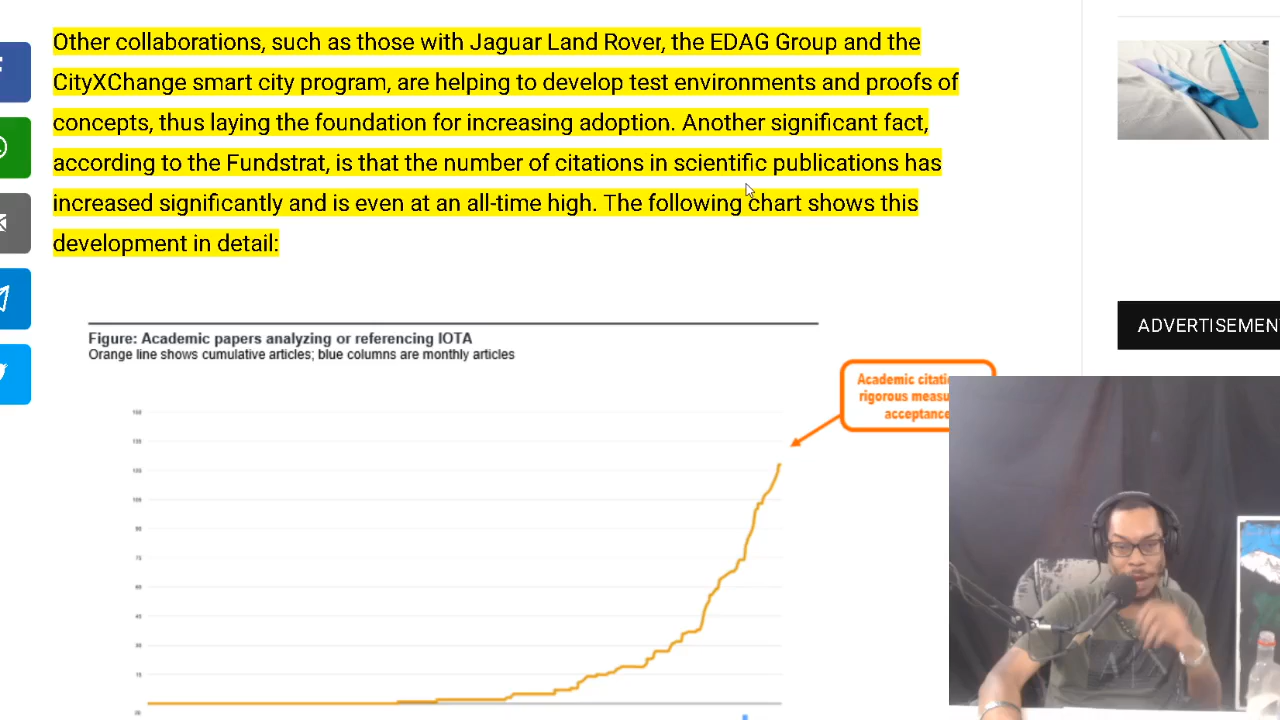 Other collaborations, such as those with Jaguar Land Rover, the EDAG Group and the
CityXChange smart city program, are helping to develop test environments and proofs of
concepts, thus laying the foundation for increasing adoption. Another significant fact,
according to the Fundstrat, is that the number of citations in scientific publications has
increased significantly and is even at an all-time high. The following chart shows this
development in detail:
ADVERTISEMEN
Figure: Academic papers analyzing or referencing IOTA
Orange line shows cumulative articles; blue columns are monthly articles
Academic
rigorous
acceptance